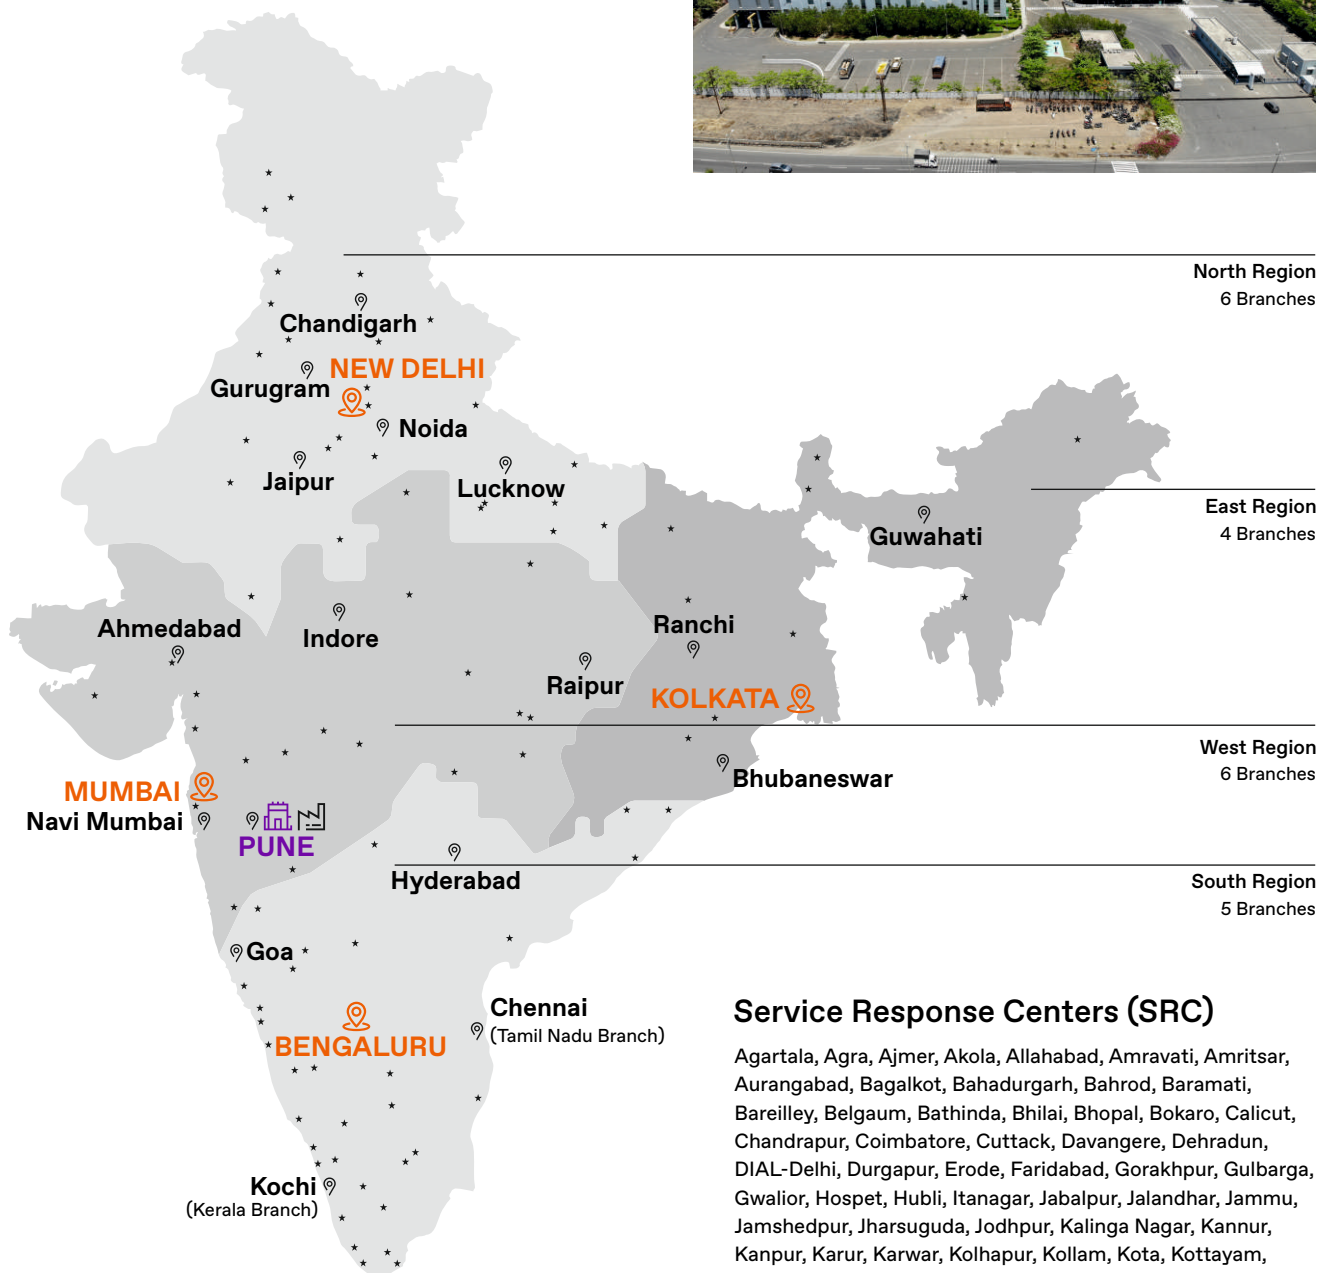 North Region
6 Branches
Chandigarh
NEW DELHI
Gurugram
Noida
Jaipur
Lucknow
East Region
4 Branches
Guwahati
Ahmedabad
Indore
Ranchi
Raipur
KOLKATA
West Region
6 Branches
Bhubaneswar
MUMBAI
Navi Mumbai
PUNE
Hyderabad
South Region
5 Branches
Goa
Chennai
(Tamil Nadu Branch)
BENGALURU
Kochi
(Kerala Branch)
Service Response Centers (SRC)
Agartala, Agra, Ajmer, Akola, Allahabad, Amravati, Amritsar,
Aurangabad, Bagalkot, Bahadurgarh, Bahrod, Baramati,
Bareilley, Belgaum, Bathinda, Bhilai, Bhopal, Bokaro, Calicut,
Chandrapur, Coimbatore, Cuttack, Davangere, Dehradun,
DIAL-Delhi, Durgapur, Erode, Faridabad, Gorakhpur, Gulbarga,
Gwalior, Hospet, Hubli, Itanagar, Jabalpur, Jalandhar, Jammu,
Jamshedpur, Jharsuguda, Jodhpur, Kalinga Nagar, Kannur,
Kanpur, Karur, Karwar, Kolhapur, Kollam, Kota, Kottayam,